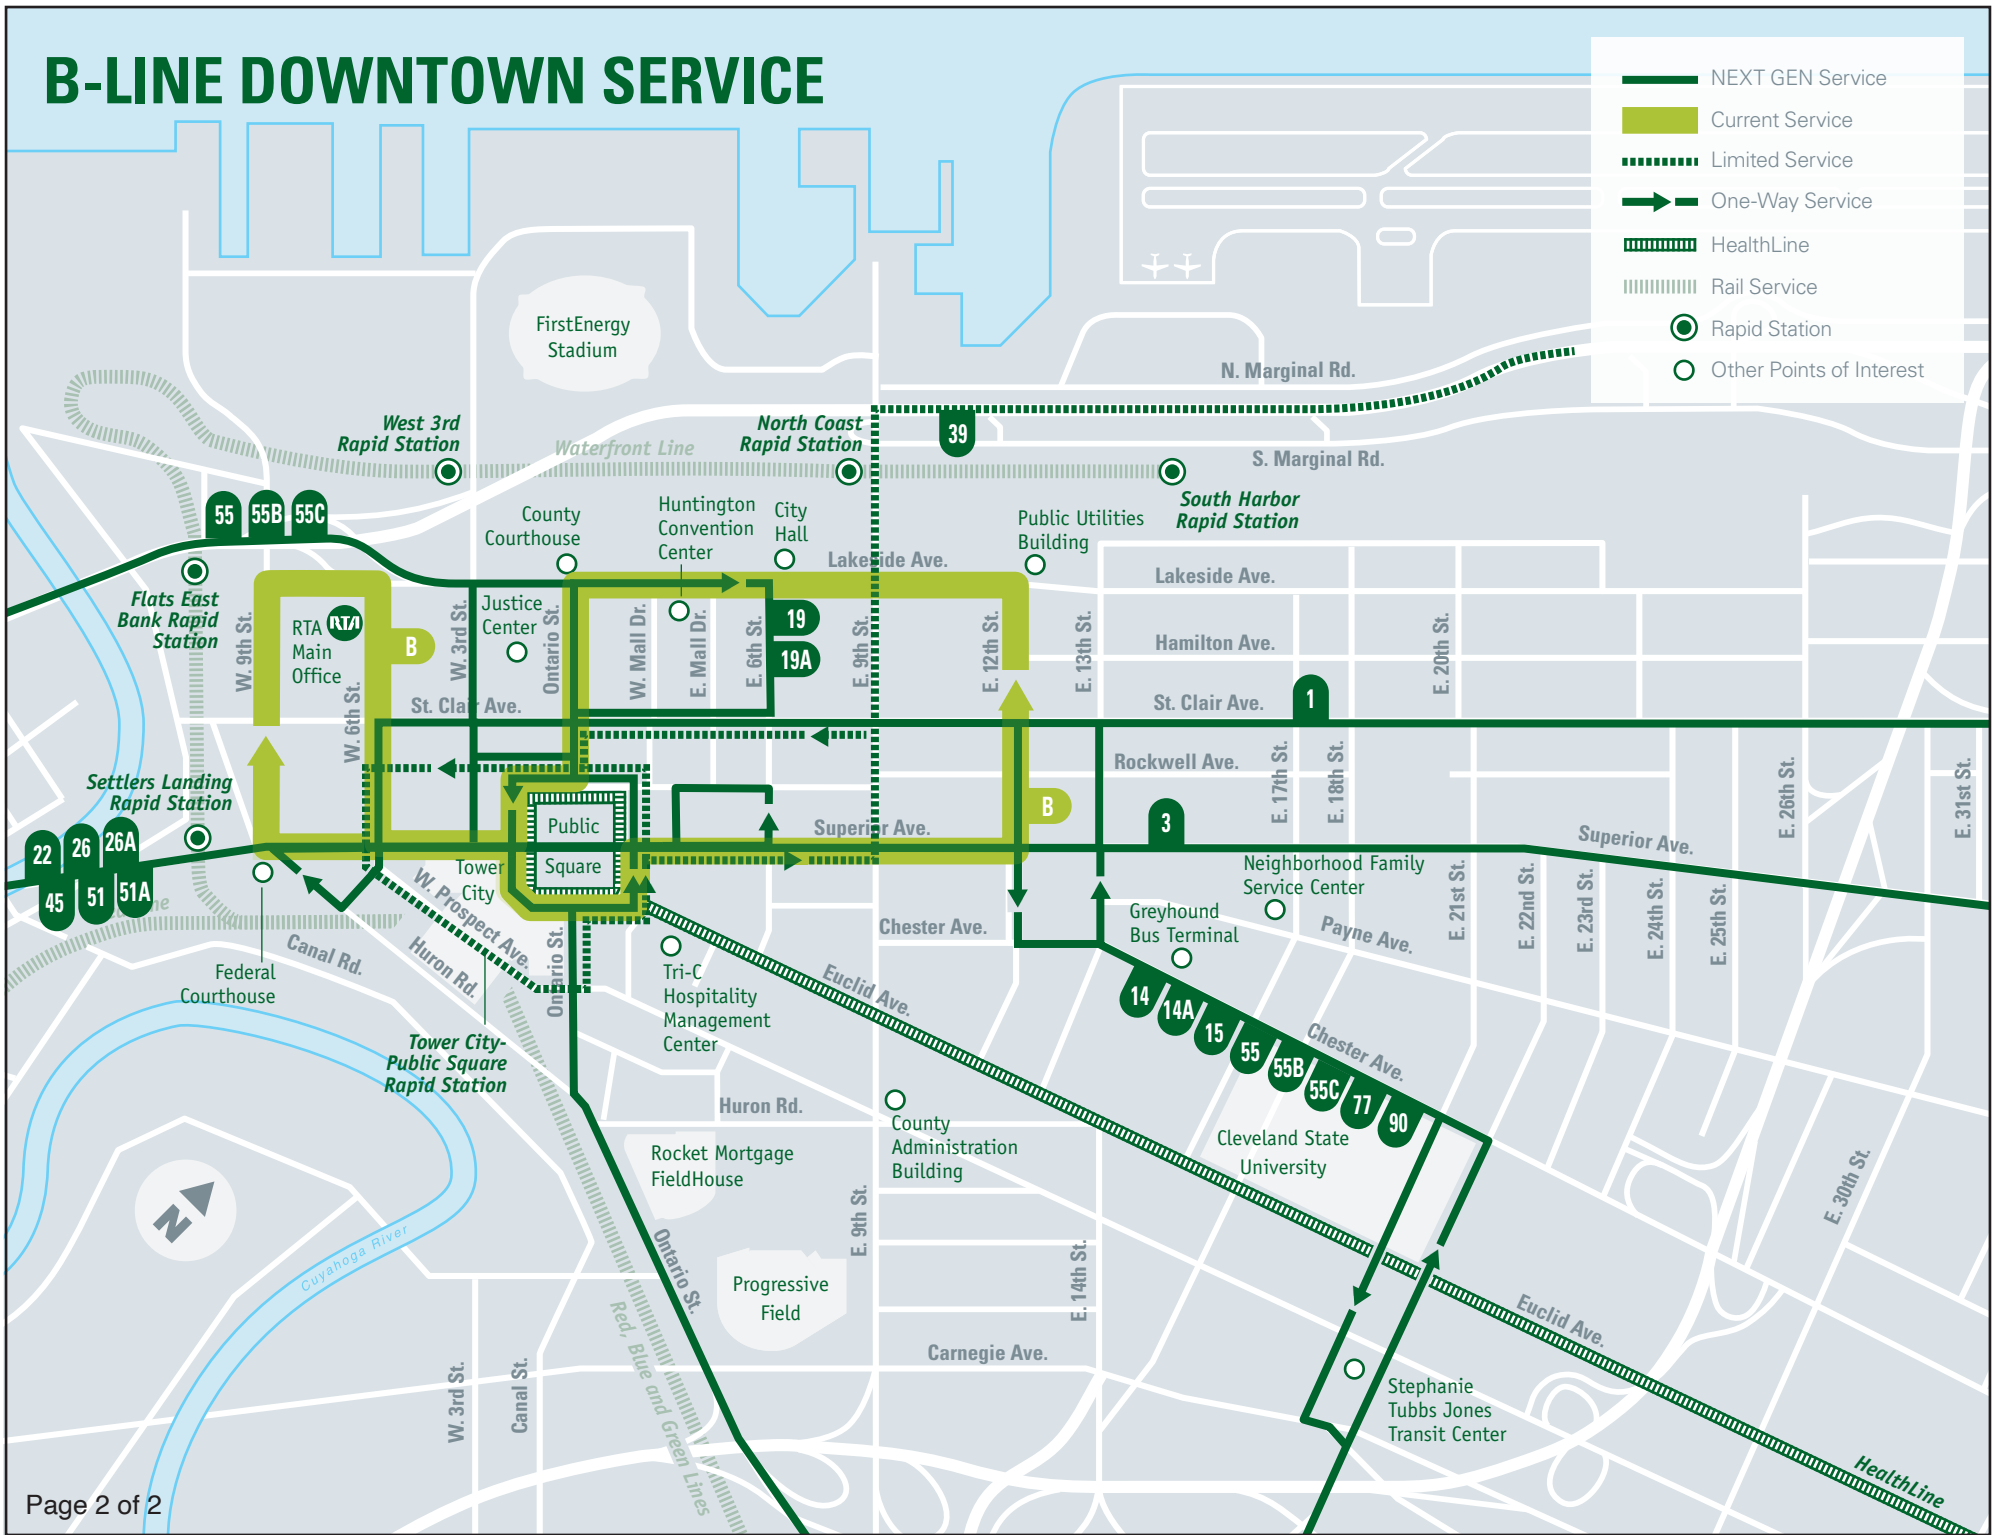 B-LINE DOWNTOWN SERVICE
NEXT GEN Service
Current Service
Limited Service
One-Way Service
HealthLine
Rail Service
Rapid Station
Other Points of Interest
FirstEnergy
Stadium
N. Marginal Rd.
West 3rd
Rapid Station
Waterfront Line
North Coast
Rapid Station
39
S. Marginal Rd.
South Harbor
Rapid Station
55
55B
55C
County
Courthouse
Huntington
Convention
Center
City
Hall
Public Utilities
Building
Lakeside Ave.
Lakeside Ave.
Flats East
Bank Rapid
Station
W. 9th St.
RTA
RTA
Main
Office
B
W. 6th St.
W. 3rd St.
Justice
Center
Ontario St.
W. Mall Dr.
E. Mall Dr.
E. 6th St.
19
19A
E. 9th St.
E. 12th St.
E. 13th St.
Hamilton Ave.
E. 20th St.
St. Clair Ave.
St. Clair Ave.
1
Rockwell Ave.
E. 17th St.
E. 18th St.
E. 26th St.
E. 31st St.
Settlers Landing
Rapid Station
22
26
26A
45
51
51A
Public
Square
Tower
City
Superior Ave.
B
3
Superior Ave.
Neighborhood Family
Service Center
E. 21st St.
E. 22nd St.
E. 23rd St.
E. 24th St.
E. 25th St.
Greyhound
Bus Terminal
Payne Ave.
Chester Ave.
W. Prospect Ave.
Huron Rd.
Canal Rd.
Ontario St.
Federal
Courthouse
Tri-C
Hospitality
Management
Center
Euclid Ave.
14
14A
15
55
55B
55C
77
90
Chester Ave.
Tower City-
Public Square
Rapid Station
Huron Rd.
Rocket Mortgage
FieldHouse
County
Administration
Building
Cleveland State
University
E. 30th St.
N
Cuyahoga River
Ontario St.
E. 9th St.
E. 14th St.
Progressive
Field
Red, Blue and Green Lines
Euclid Ave.
Carnegie Ave.
W. 3rd St.
Canal St.
Stephanie
Tubbs Jones
Transit Center
HealthLine
Page 2 of 2